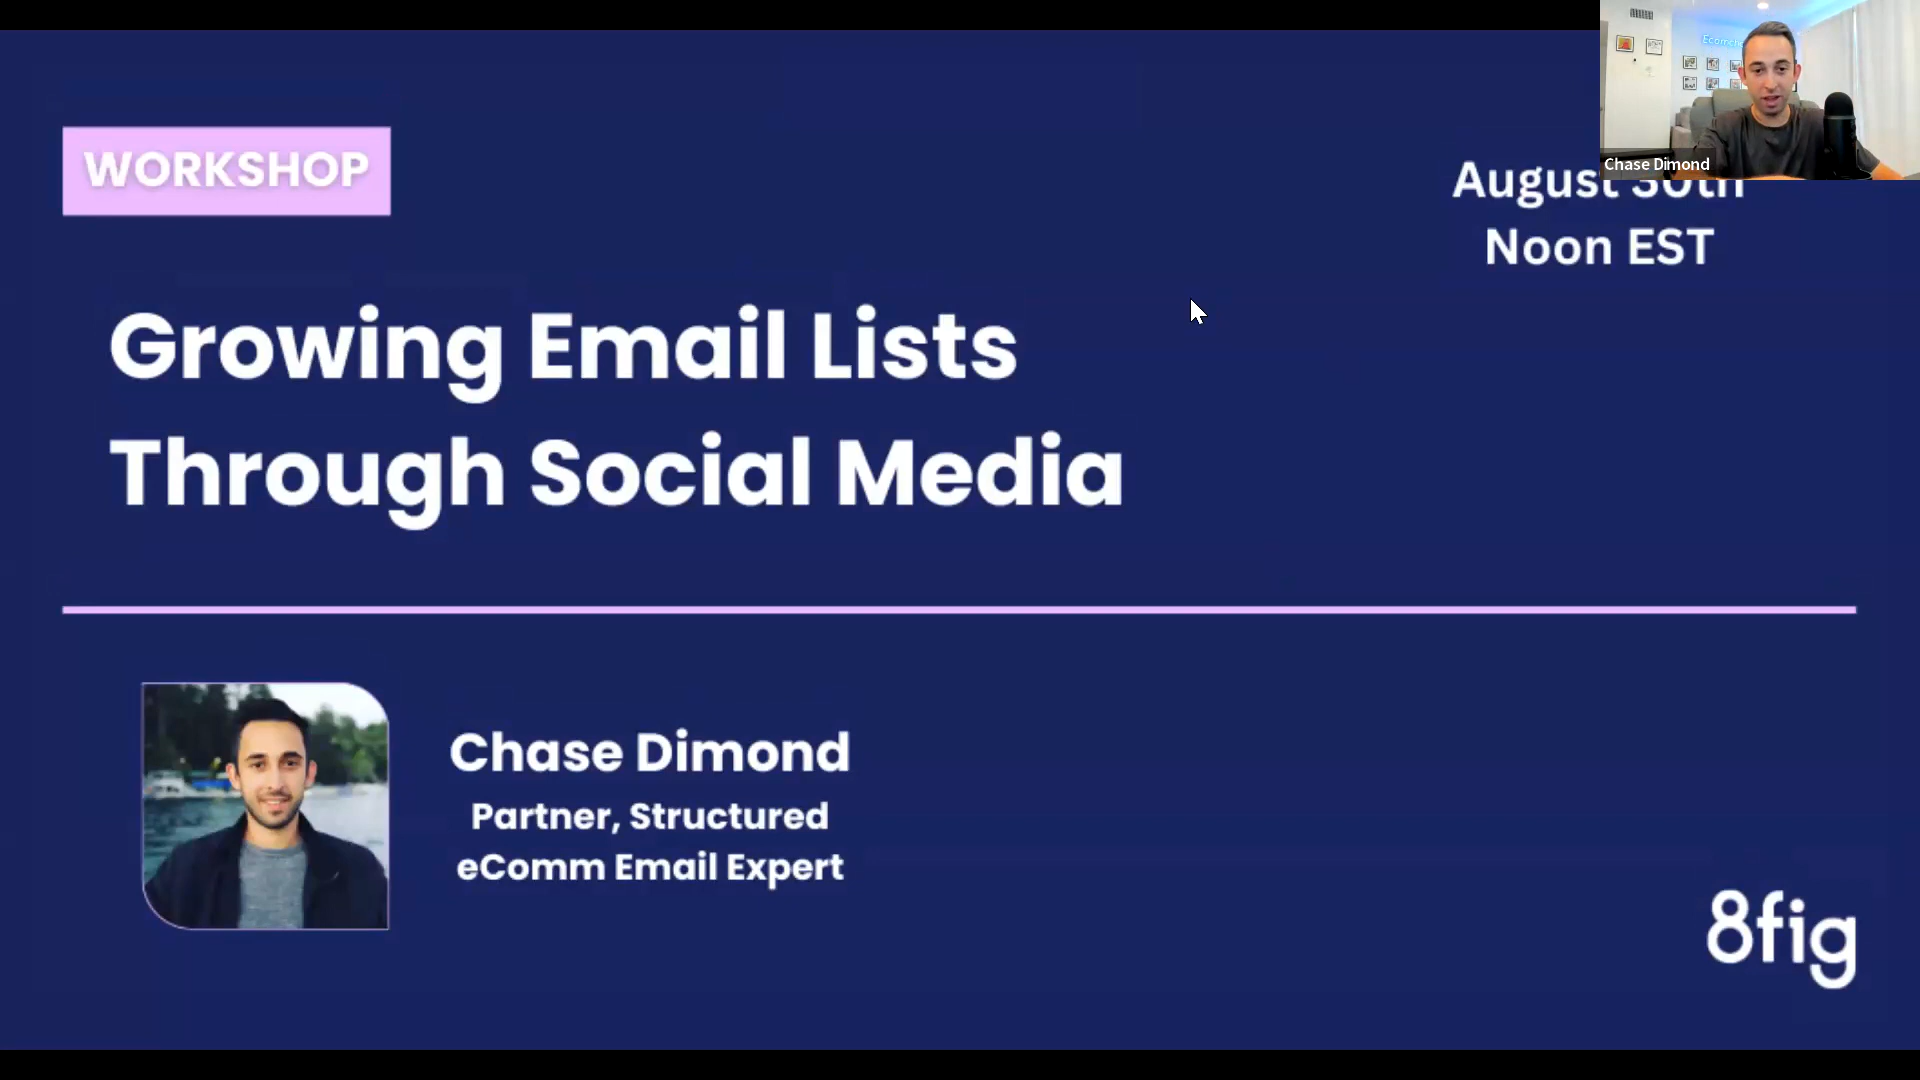 WORKSHOP
Chase Dimond
August 30th
Noon EST
Growing Email Lists
Through Social Media
Chase Dimond
Partner, Structured
eComm Email Expert
8fig